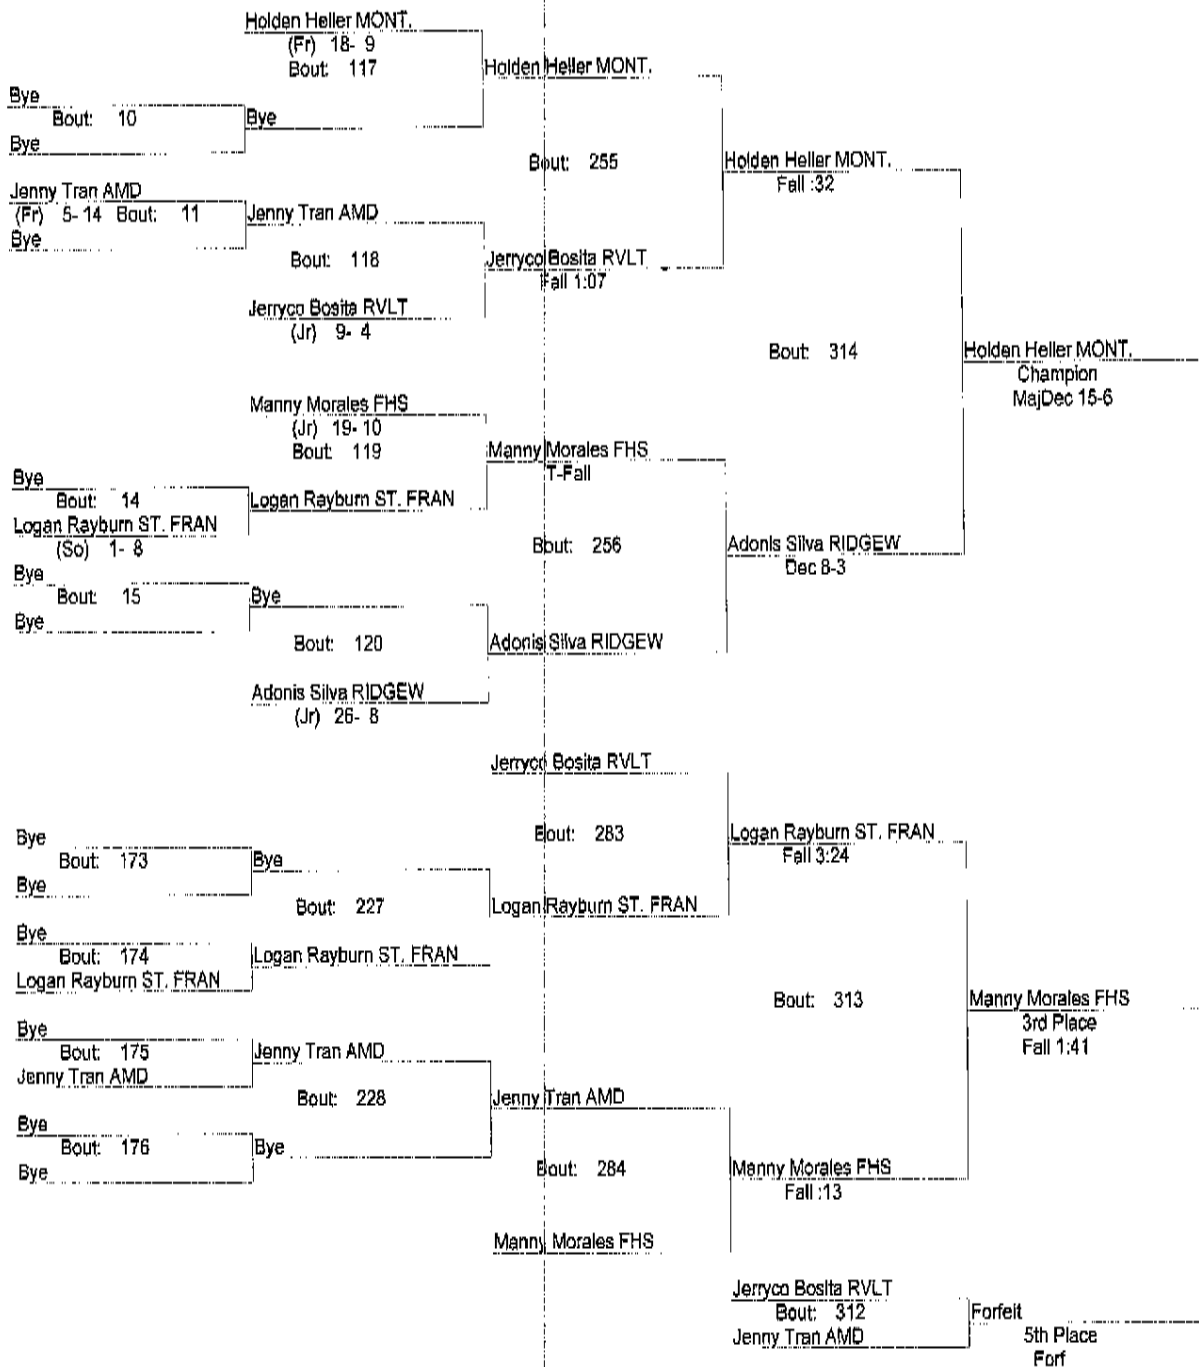 Holden Heller MONT.
(Fr) 18- 9
Bout: 117
Holden Heller MONT.
Bye
Bout: 10
Bye
Bye
Bout: 255
Holden Heller MONT.
Fall :32
Jenny Tran AMD
(Fr) 5- 14 Bout: 11
Bye
Jenny Tran AMD
Bout: 118
Jerryco Bosita RVLT
Fall 1:07
Jerryco Bosita RVLT
(Jr) 9- 4
Bout: 314
Holden Heller MONT.
Champion
MajDec 15-6
Manny Morales FHS
(Jr) 19- 10
Bout: 119
Manny Morales FHS
T-Fall
Bye
Bout: 14
Logan Rayburn ST. FRAN
Logan Rayburn ST. FRAN
(So) 1- 8
Bout: 256
Adonis Silva RIDGEW
Dec 8-3
Bye
Bout: 15
Bye
Bye
Bout: 120
Adonis Silva RIDGEW
Adonis Silva RIDGEW
(Jr) 26- 8
Jerryco Bosita RVLT
Bout: 283
Logan Rayburn ST. FRAN
Fall 3:24
Bye
Bout: 173
Bye
Bye
Bout: 227
Logan Rayburn ST. FRAN
Bye
Bout: 174
Logan Rayburn ST. FRAN
Logan Rayburn ST. FRAN
Bout: 313
Manny Morales FHS
3rd Place
Fall 1:41
Bye
Bout: 175
Jenny Tran AMD
Jenny Tran AMD
Bout: 228
Jenny Tran AMD
Bye
Bout: 176
Bye
Bye
Bout: 284
Manny Morales FHS
Fall :13
Manny Morales FHS
Jerryco Bosita RVLT
Bout: 312
Jenny Tran AMD
Forfeit
5th Place
Forf